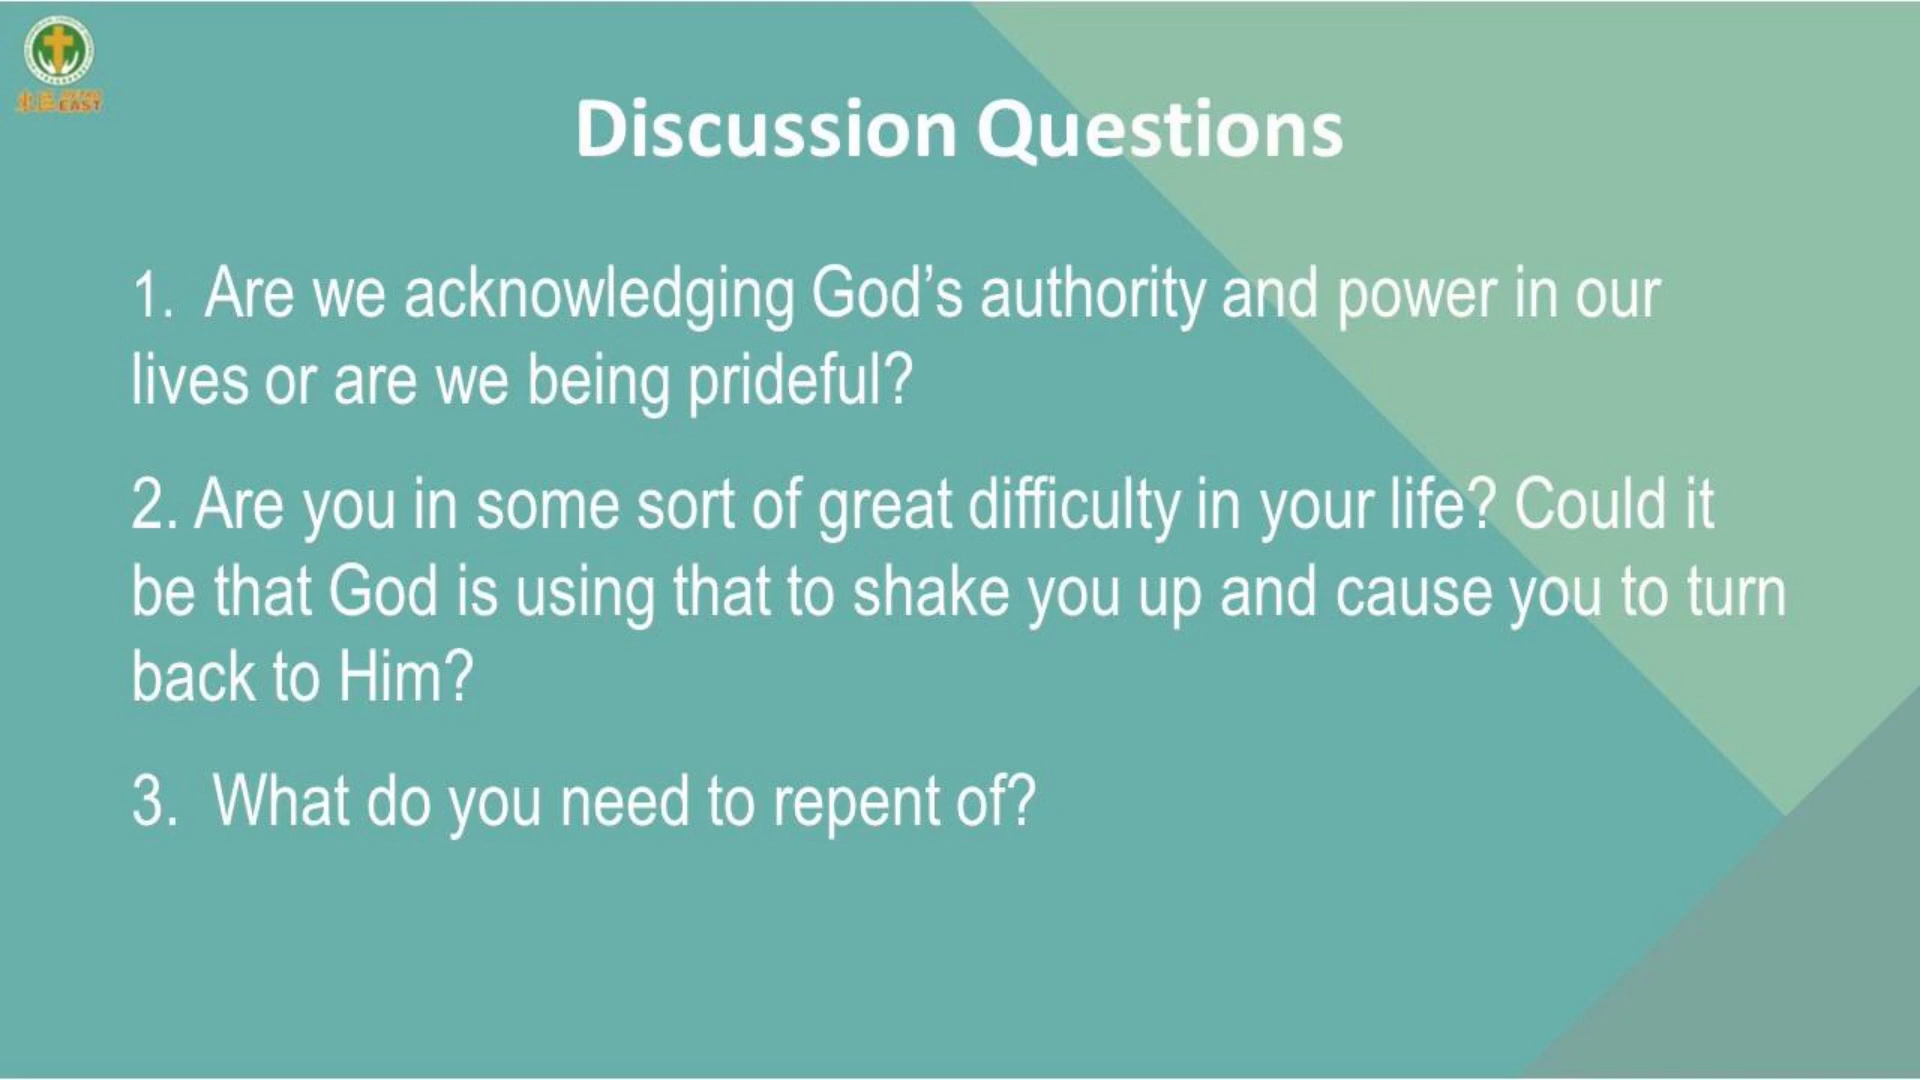 EAST
Discussion Questions
1. Are we acknowledging God’s authority and power in our
lives or are we being prideful?
2. Are you in some sort of great difficulty in your life? Could it
be that God is using that to shake you up and cause you to turn
back to Him?
3. What do you need to repent of?